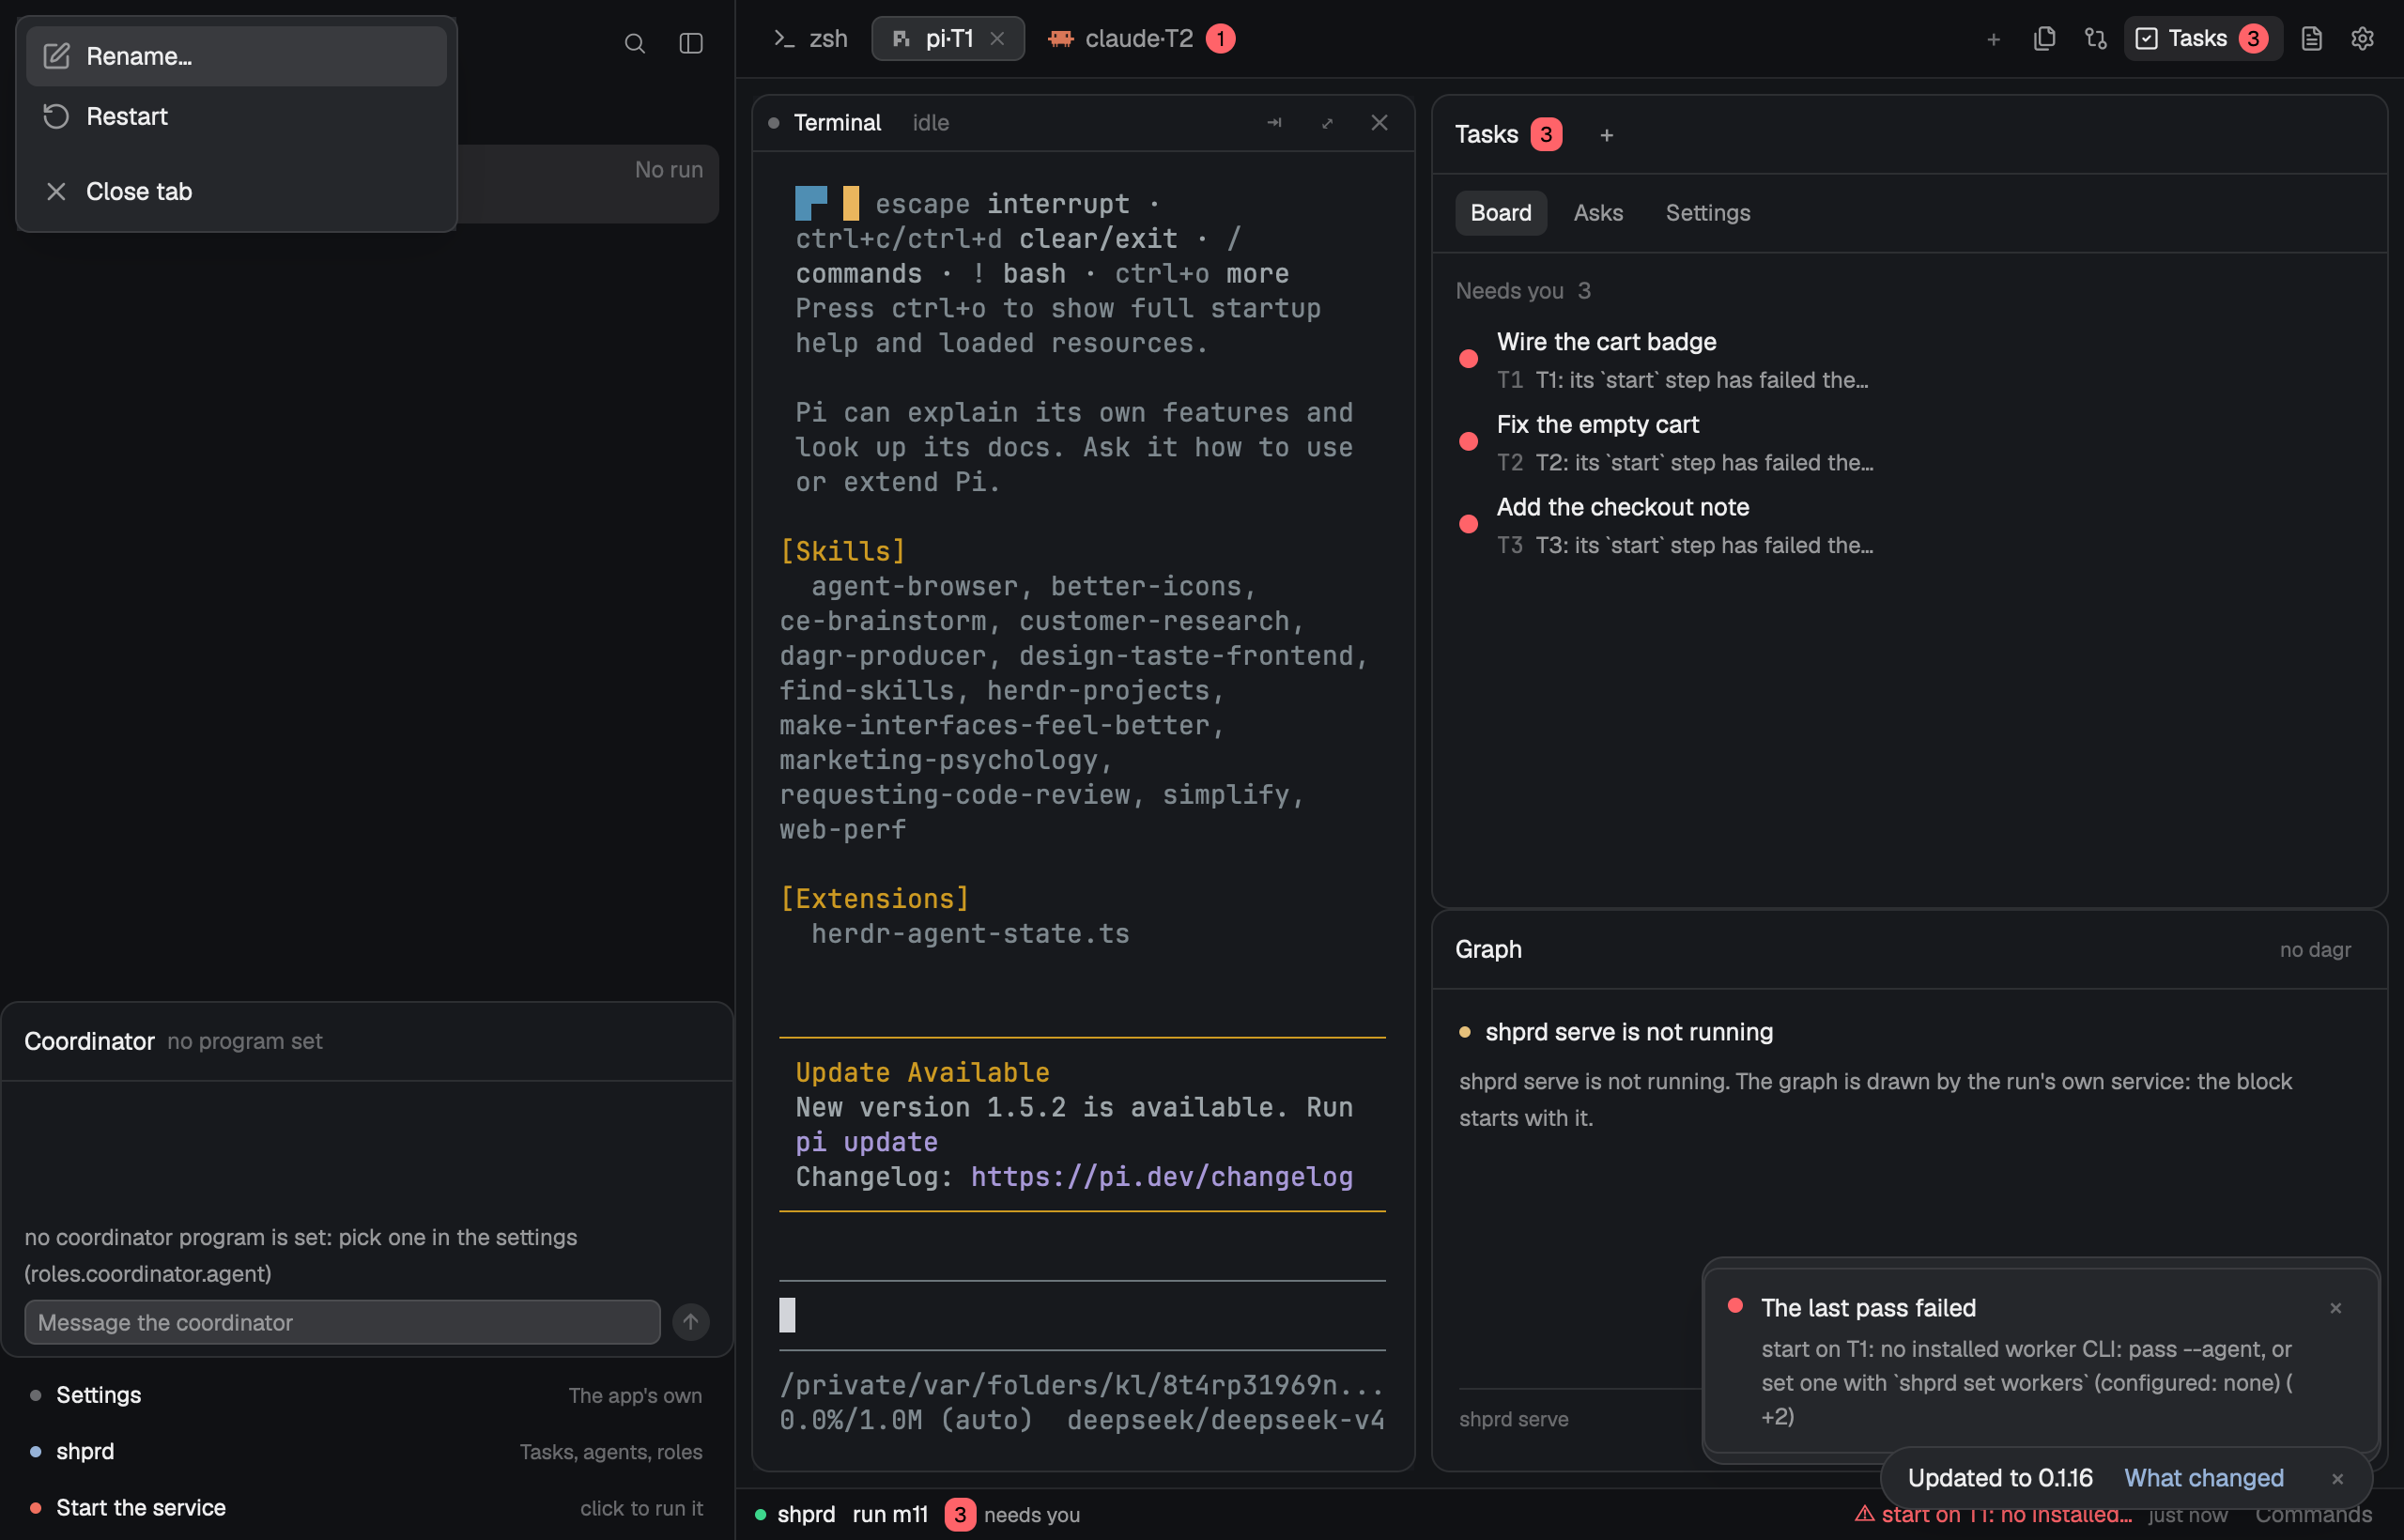 Rename...
Restart
Close tab
No run
Coordinator no program set
no coordinator program is set: pick one in the settings
(roles.coordinator.agent)
Message the coordinator
Settings The app's own
shprd Tasks, agents, roles
Start the service click to run it
zsh pi·T1 claude·T2 1
Tasks 3
Terminal idle
escape interrupt ·
ctrl+c/ctrl+d clear/exit · /
commands · ! bash · ctrl+o more
Press ctrl+o to show full startup
help and loaded resources.
Pi can explain its own features and
look up its docs. Ask it how to use
or extend Pi.
[Skills]
agent-browser, better-icons,
ce-brainstorm, customer-research,
dagr-producer, design-taste-frontend,
find-skills, herdr-projects,
make-interfaces-feel-better,
marketing-psychology,
requesting-code-review, simplify,
web-perf
[Extensions]
herdr-agent-state.ts
Update Available
New version 1.5.2 is available. Run
pi update
Changelog: https://pi.dev/changelog
/private/var/folders/kl/8t4rp31969n...
0.0%/1.0M (auto) deepseek/deepseek-v4
Tasks 3 +
Board Asks Settings
Needs you 3
Wire the cart badge
T1 T1: its `start` step has failed the...
Fix the empty cart
T2 T2: its `start` step has failed the...
Add the checkout note
T3 T3: its `start` step has failed the...
Graph no dagr
shprd serve is not running
shprd serve is not running. The graph is drawn by the run's own service: the block
starts with it.
shprd serve
The last pass failed
start on T1: no installed worker CLI: pass --agent, or
set one with `shprd set workers` (configured: none) (
+2)
Updated to 0.1.16 What changed
shprd run m11 3 needs you
start on T1: no installed... just now Commands